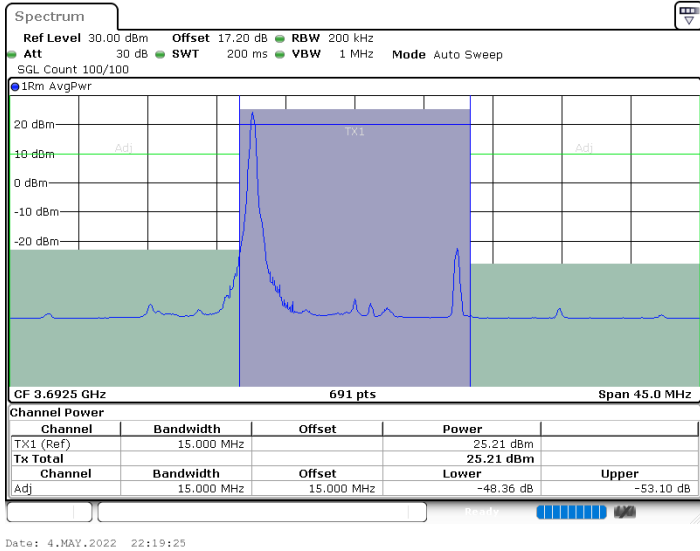 Spectrum
Ref Level 30.00 dBm Offset 17.20 dB RBW 200 kHz
Att 30 dB SWT 200 ms VBW 1 MHz Mode Auto Sweep
SGL Count 100/100
1Rm AvgPwr
TX1
20 dBm
Adj Adj
10 dBm
0 dBm
-10 dBm
-20 dBm
CF 3.6925 GHz 691 pts Span 45.0 MHz
Channel Power
Channel Bandwidth Offset Power
TX1 (Ref) 15.000 MHz 25.21 dBm
Tx Total 25.21 dBm
Channel Bandwidth Offset Lower Upper
Adj 15.000 MHz 15.000 MHz -48.36 dB -53.10 dB
Ready
Date: 4.MAY.2022 22:19:25